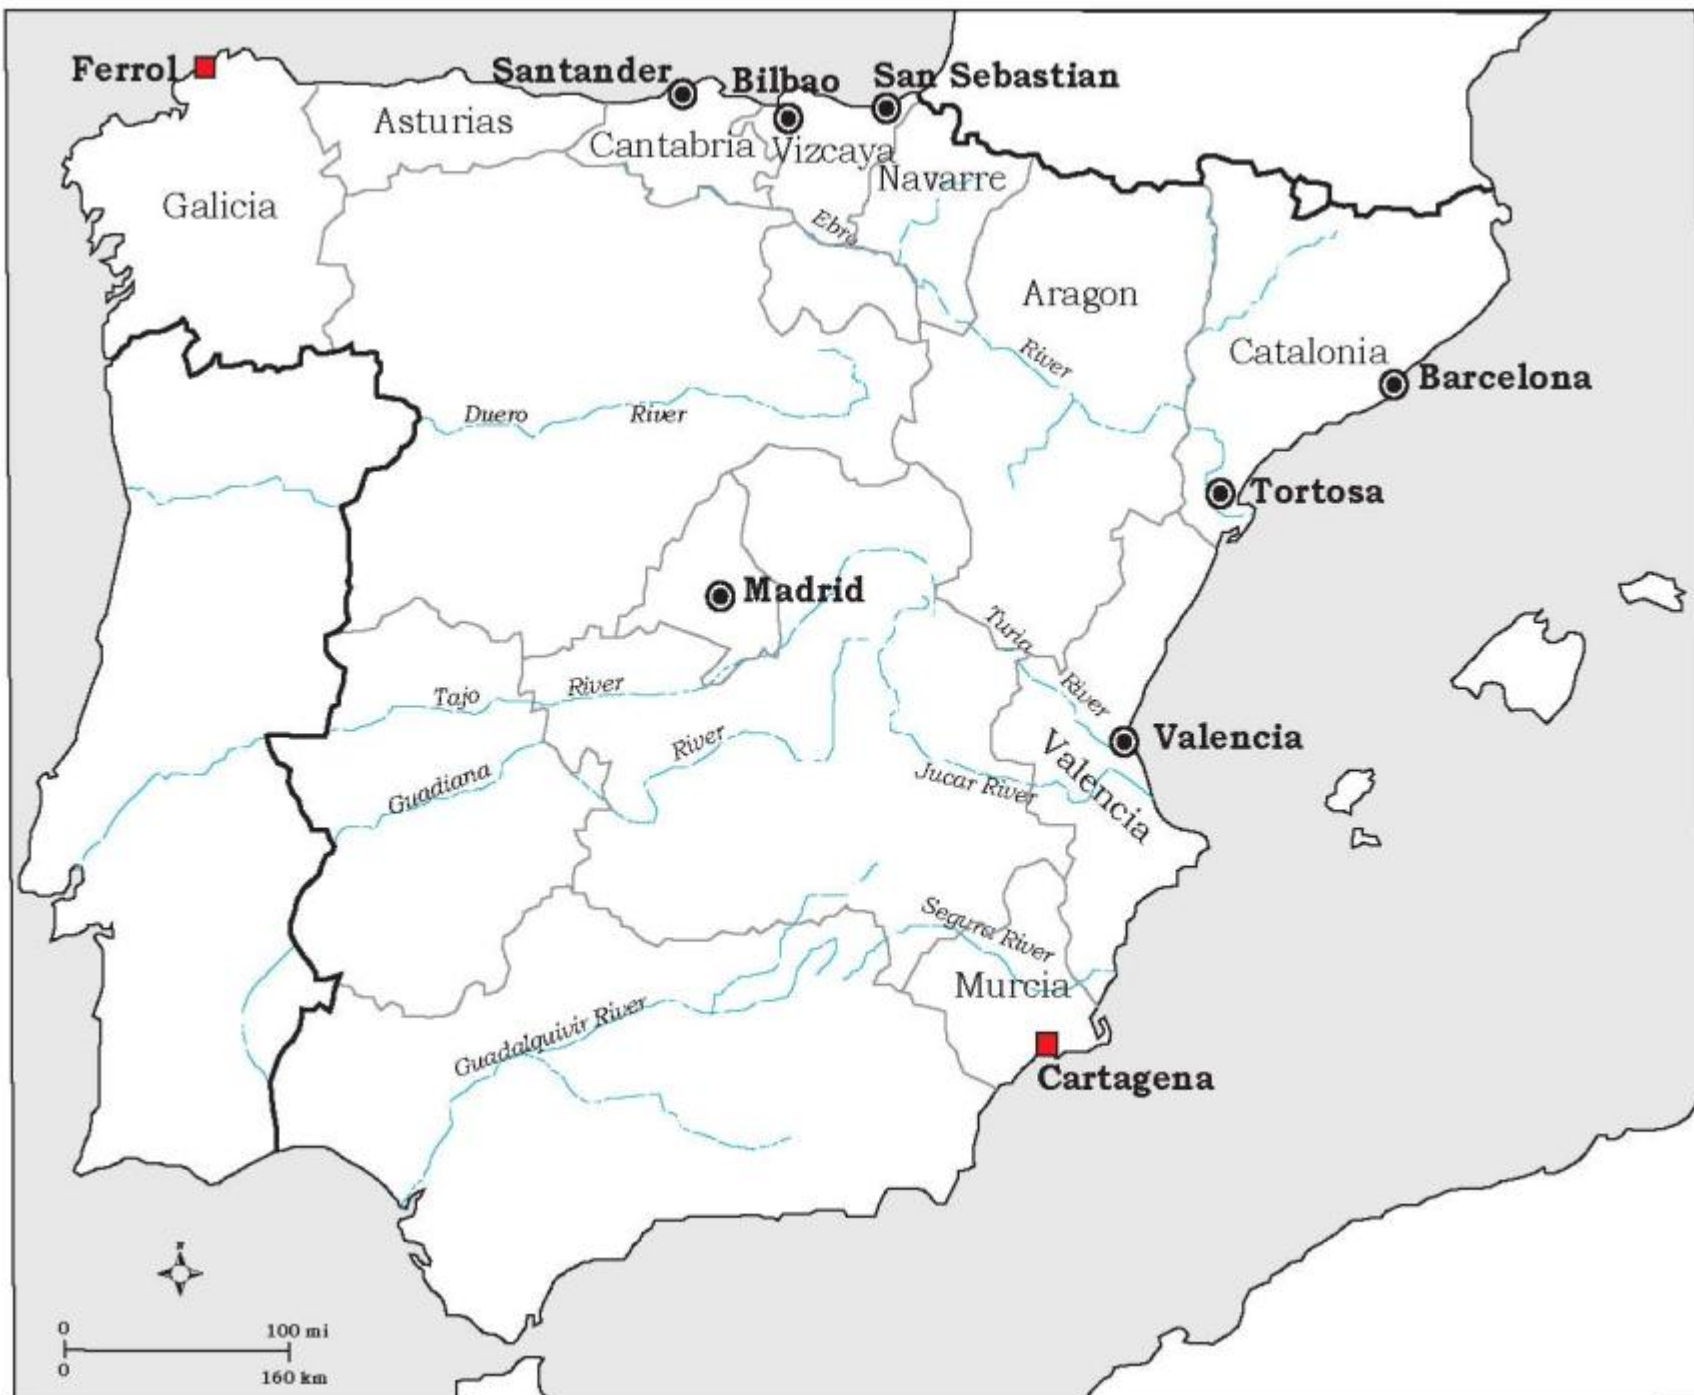 Ferrol
Santander
Bilbao
San Sebastian
Asturias
Cantabria
Vizcaya
Navarre
Galicia
Ebro
River
Aragon
Catalonia
Barcelona
Duero
River
Tortosa
Madrid
Turia
River
Tajo
River
Valencia
Valencia
Guadiana
River
Jucar River
Segura River
Murcia
Guadalquivir River
Cartagena
N
0
100 mi
0
160 km